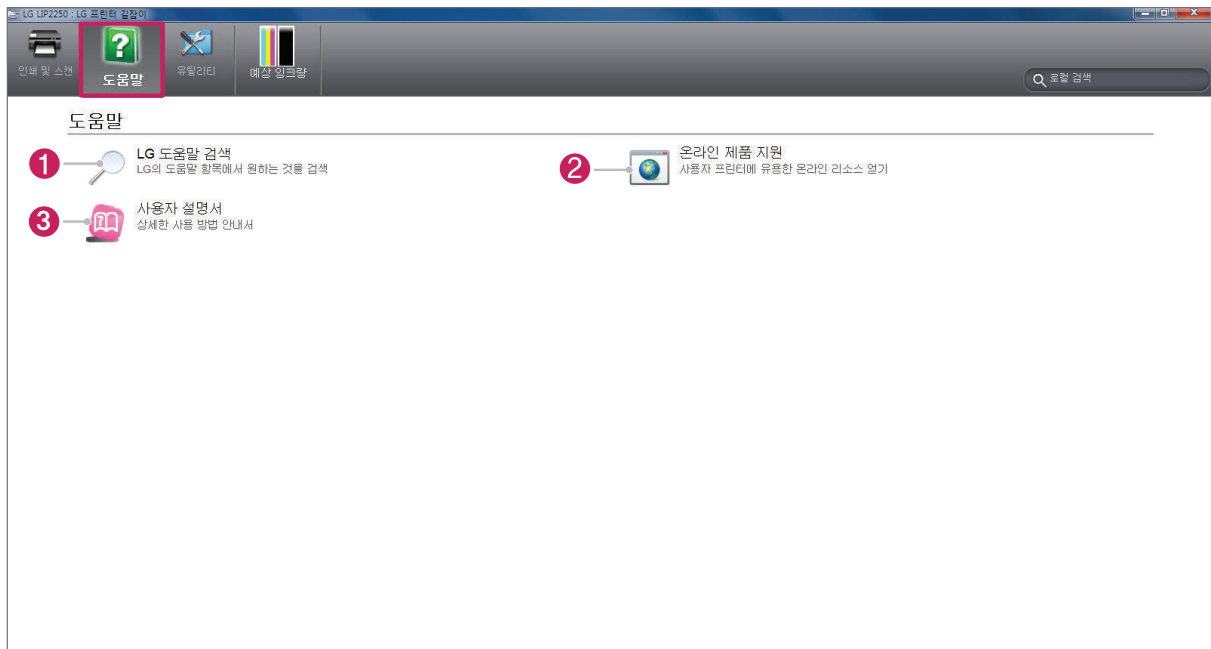 LG LIP2250 : LG 프린터 길잡이
인쇄 및 스캔
도움말
유틸리티
예상 잉크량
로컬 검색
도움말
1
LG 도움말 검색
LG의 도움말 항목에서 원하는 것을 검색
2
온라인 제품 지원
사용자 프린터에 유용한 온라인 리소스 열기
3
사용자 설명서
상세한 사용 방법 안내서